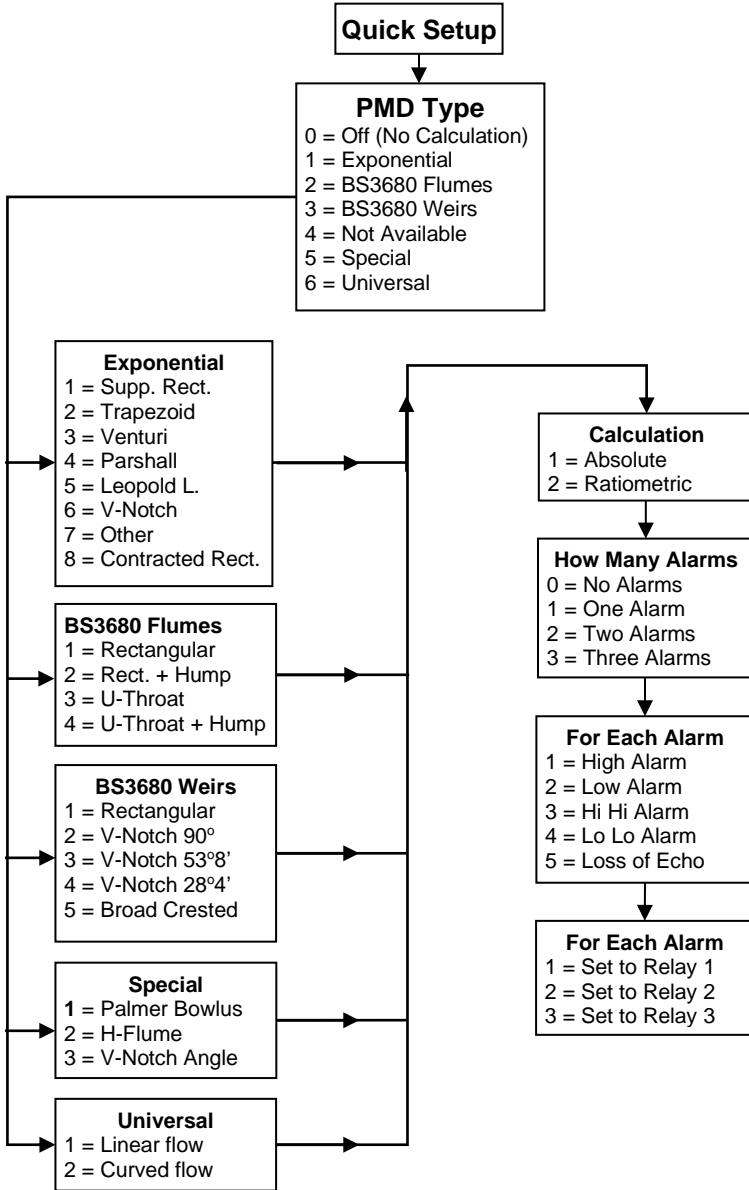 Quick Setup
PMD Type
0 = Off (No Calculation)
1 = Exponential
2 = BS3680 Flumes
3 = BS3680 Weirs
4 = Not Available
5 = Special
6 = Universal
Exponential
1 = Supp. Rect.
2 = Trapezoid
3 = Venturi
4 = Parshall
5 = Leopold L.
6 = V-Notch
7 = Other
8 = Contracted Rect.
BS3680 Flumes
1 = Rectangular
2 = Rect. + Hump
3 = U-Throat
4 = U-Throat + Hump
BS3680 Weirs
1 = Rectangular
2 = V-Notch 90º
3 = V-Notch 53º8'
4 = V-Notch 28º4'
5 = Broad Crested
Special
1 = Palmer Bowlus
2 = H-Flume
3 = V-Notch Angle
Universal
1 = Linear flow
2 = Curved flow
Calculation
1 = Absolute
2 = Ratiometric
How Many Alarms
0 = No Alarms
1 = One Alarm
2 = Two Alarms
3 = Three Alarms
For Each Alarm
1 = High Alarm
2 = Low Alarm
3 = Hi Hi Alarm
4 = Lo Lo Alarm
5 = Loss of Echo
For Each Alarm
1 = Set to Relay 1
2 = Set to Relay 2
3 = Set to Relay 3